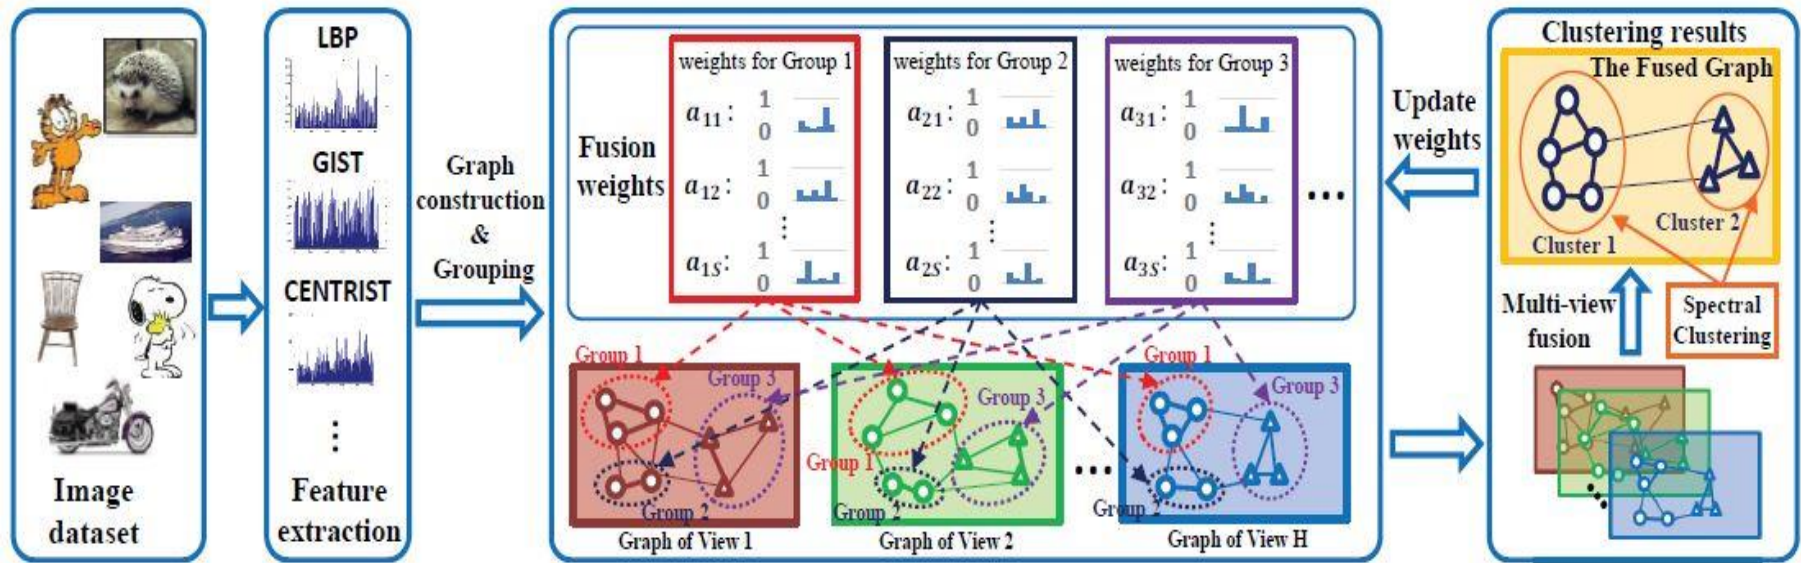 LBP
GIST
CENTRIST
⋮
Image
dataset
Feature
extraction
Graph
construction
&
Grouping
Fusion
weights
weights for Group 1
a11: 1
0
a12: 1
0
⋮
a1S: 1
0
weights for Group 2
a21: 1
0
a22: 1
0
⋮
a2S: 1
0
weights for Group 3
a31: 1
0
a32: 1
0
⋮
a3S: 1
0
...
Group 1
Group 3
Group 2
Graph of View 1
Group 3
Group 1
Group 2
Graph of View 2
...
Group 1
Group 3
Group 2
Graph of View H
Update
weights
Clustering results
The Fused Graph
Cluster 1
Cluster 2
Multi-view
fusion
Spectral
Clustering